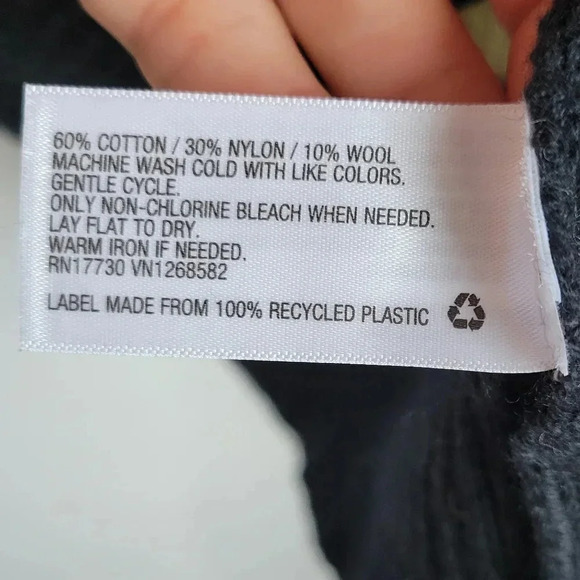 60% COTTON / 30% NYLON / 10% WOOL
MACHINE WASH COLD WITH LIKE COLORS.
GENTLE CYCLE.
ONLY NON-CHLORINE BLEACH WHEN NEEDED.
LAY FLAT TO DRY.
WARM IRON IF NEEDED.
RN17730 VN1268582
LABEL MADE FROM 100% RECYCLED PLASTIC